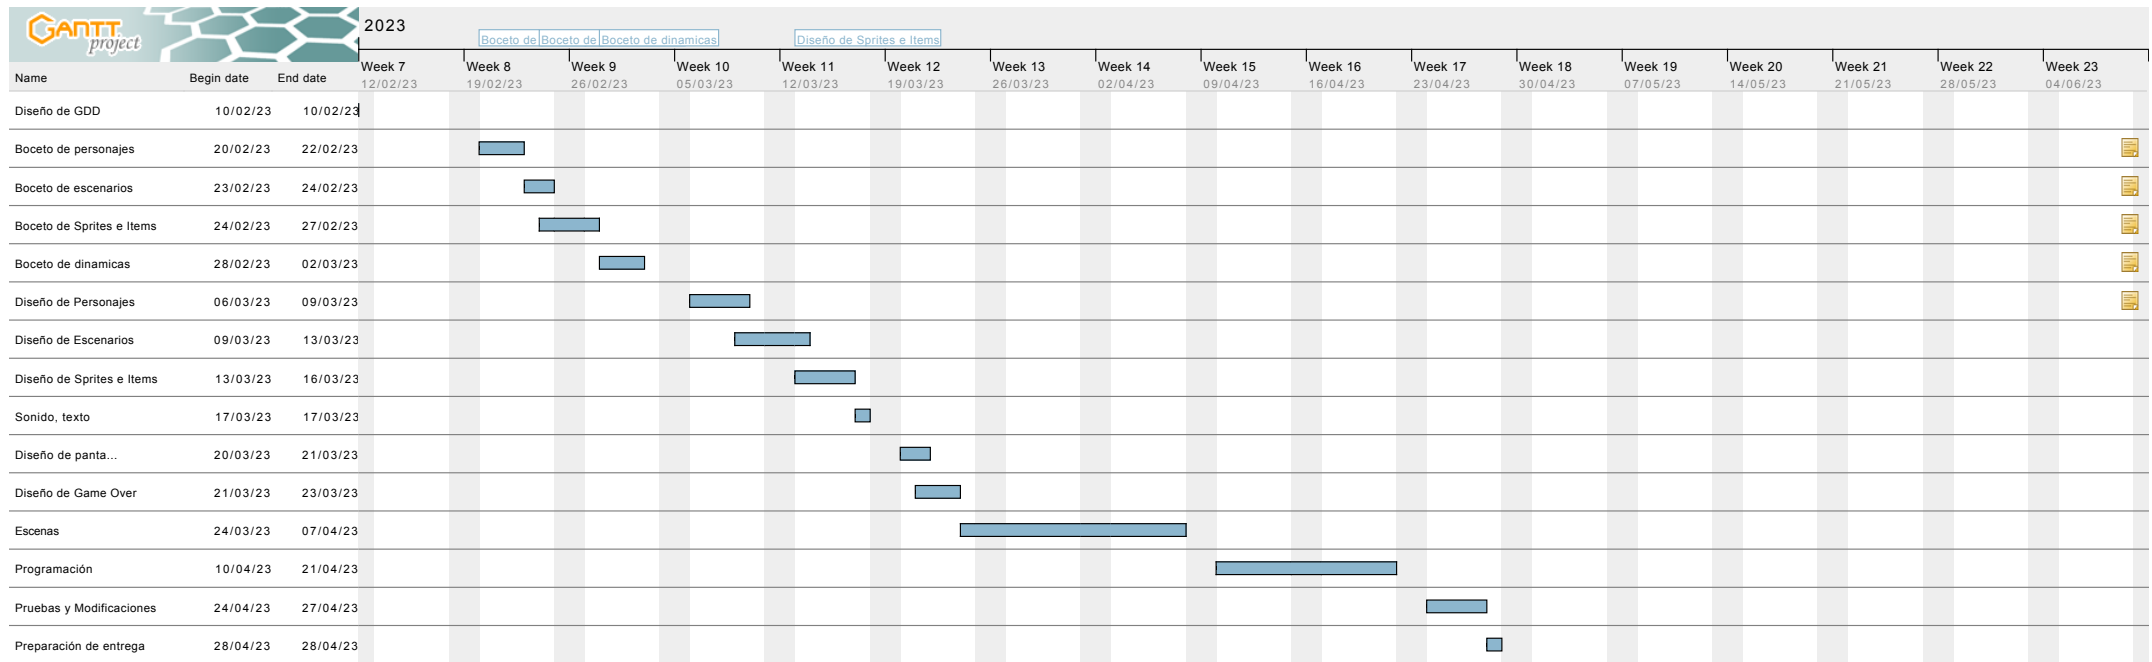 GANTT
project
2023
Boceto de Boceto de Boceto de dinamicas Diseño de Sprites e Items
Name Begin date End date
Week 7 Week 8 Week 9 Week 10 Week 11 Week 12 Week 13 Week 14 Week 15 Week 16 Week 17 Week 18 Week 19 Week 20 Week 21 Week 22 Week 23
12/02/23 19/02/23 26/02/23 05/03/23 12/03/23 19/03/23 26/03/23 02/04/23 09/04/23 16/04/23 23/04/23 30/04/23 07/05/23 14/05/23 21/05/23 28/05/23 04/06/23
Diseño de GDD 10/02/23 10/02/23
Boceto de personajes 20/02/23 22/02/23
Boceto de escenarios 23/02/23 24/02/23
Boceto de Sprites e Items 24/02/23 27/02/23
Boceto de dinamicas 28/02/23 02/03/23
Diseño de Personajes 06/03/23 09/03/23
Diseño de Escenarios 09/03/23 13/03/23
Diseño de Sprites e Items 13/03/23 16/03/23
Sonido, texto 17/03/23 17/03/23
Diseño de panta... 20/03/23 21/03/23
Diseño de Game Over 21/03/23 23/03/23
Escenas 24/03/23 07/04/23
Programación 10/04/23 21/04/23
Pruebas y Modificaciones 24/04/23 27/04/23
Preparación de entrega 28/04/23 28/04/23